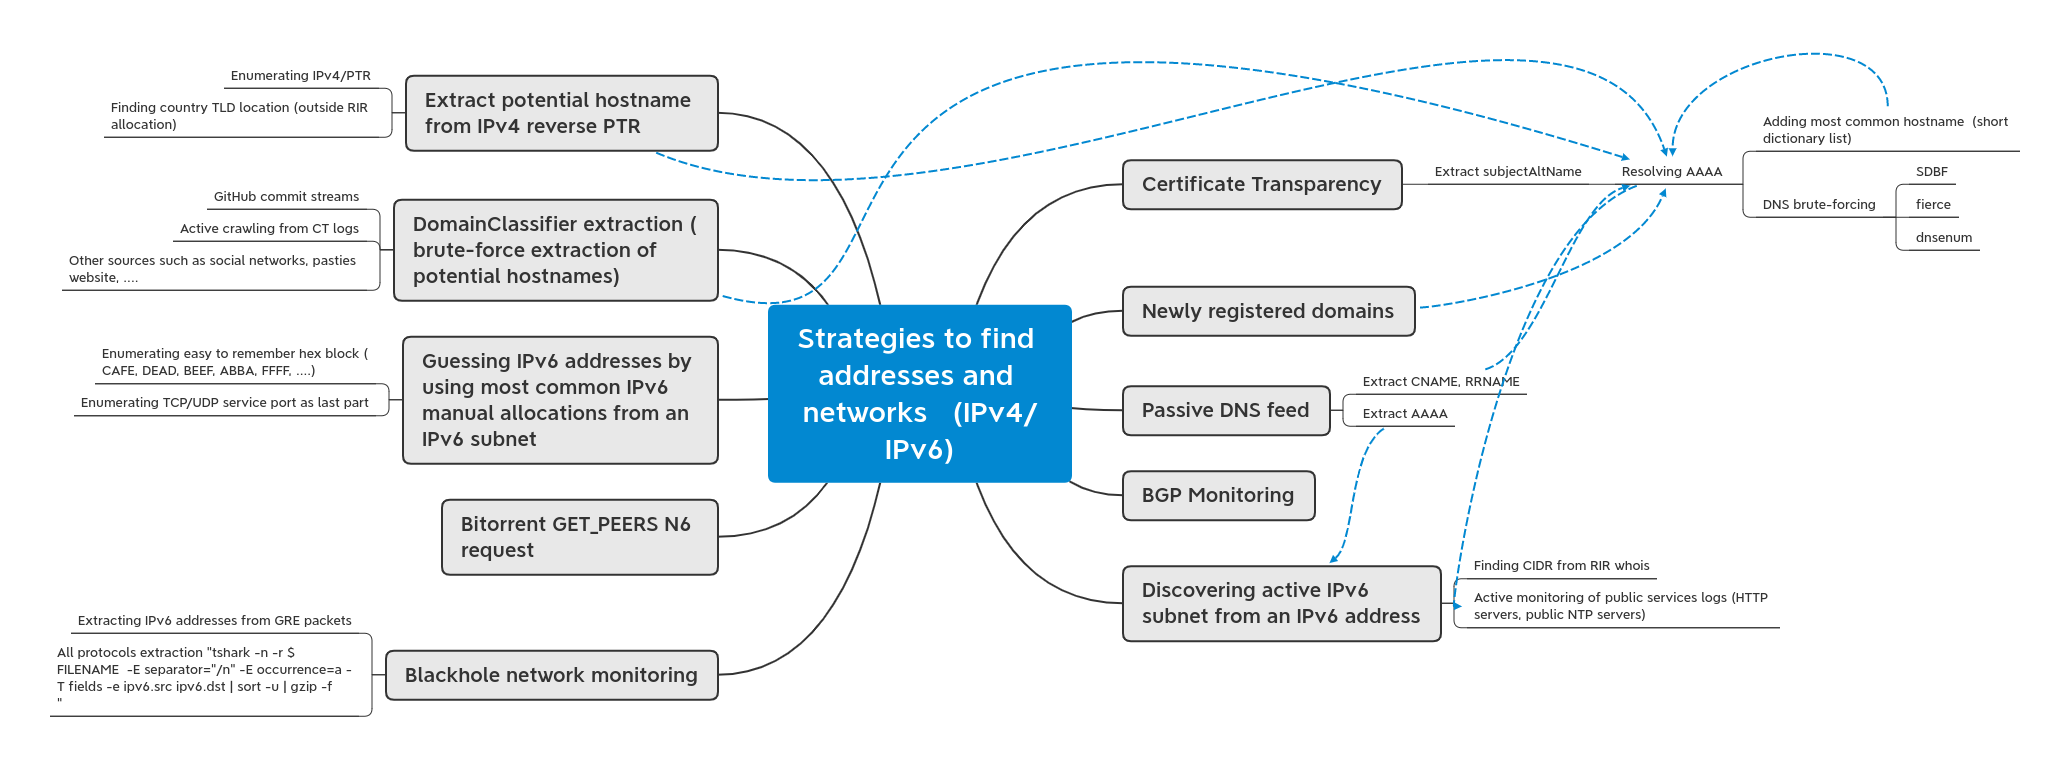 Strategies to find
addresses and
networks   (IPv4/
IPv6)
Enumerating IPv4/PTR
Finding country TLD location (outside RIR
allocation)
Extract potential hostname
from IPv4 reverse PTR
GitHub commit streams
Active crawling from CT logs
Other sources such as social networks, pasties
website, ....
DomainClassifier extraction (
brute-force extraction of
potential hostnames)
Enumerating easy to remember hex block (
CAFE, DEAD, BEEF, ABBA, FFFF, ....)
Enumerating TCP/UDP service port as last part
Guessing IPv6 addresses by
using most common IPv6
manual allocations from an
IPv6 subnet
Bitorrent GET_PEERS N6
request
Extracting IPv6 addresses from GRE packets
All protocols extraction "tshark -n -r $
FILENAME  -E separator="/n" -E occurrence=a -
T fields -e ipv6.src ipv6.dst | sort -u | gzip -f
"
Blackhole network monitoring
Certificate Transparency
Extract subjectAltName
Resolving AAAA
Adding most common hostname  (short
dictionary list)
DNS brute-forcing
SDBF
fierce
dnsenum
Newly registered domains
Passive DNS feed
Extract CNAME, RRNAME
Extract AAAA
BGP Monitoring
Discovering active IPv6
subnet from an IPv6 address
Finding CIDR from RIR whois
Active monitoring of public services logs (HTTP
servers, public NTP servers)